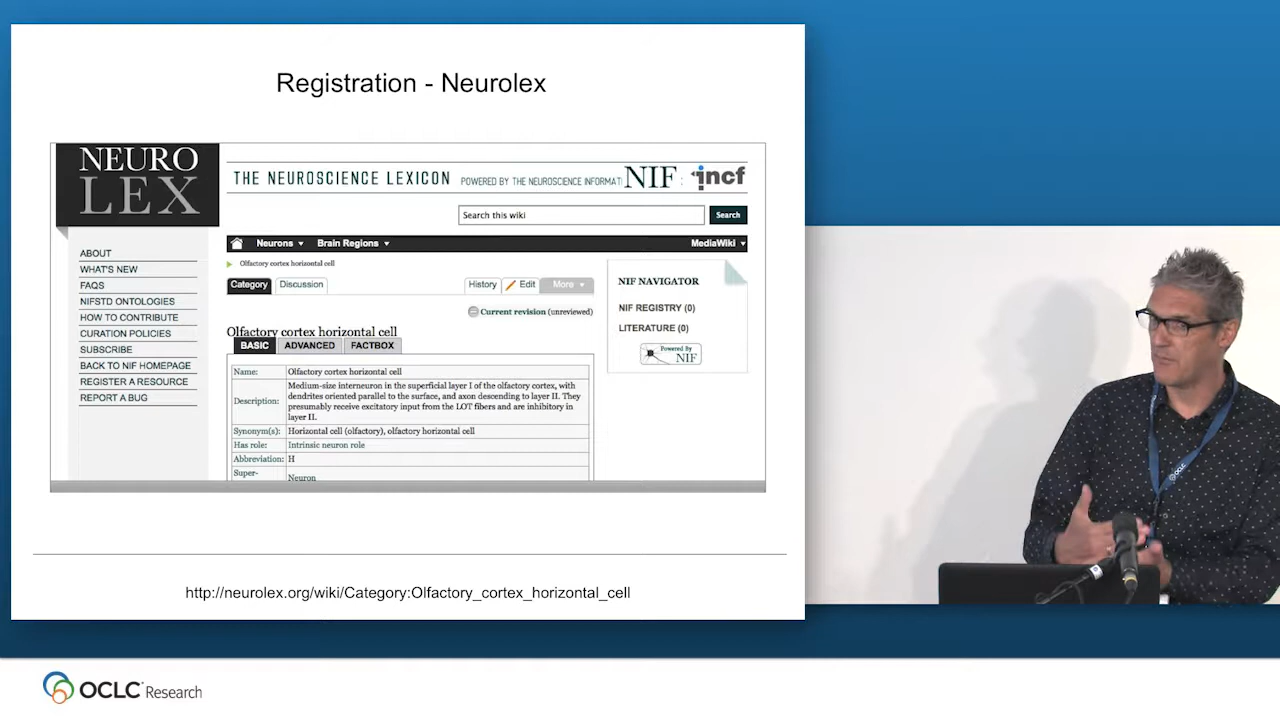 Registration - Neurolex
NEURO
LEX
THE NEUROSCIENCE LEXICON POWERED BY THE NEUROSCIENCE INFORMAT NIF incf
Search this wiki Search
Neurons Brain Regions MediaWiki
Olfactory cortex horizontal cell
Category Discussion History Edit More
Current revision (unreviewed)
ABOUT
WHAT'S NEW
FAQS
NIFSTD ONTOLOGIES
HOW TO CONTRIBUTE
CURATION POLICIES
SUBSCRIBE
BACK TO NIF HOMEPAGE
REGISTER A RESOURCE
REPORT A BUG
Olfactory cortex horizontal cell
BASIC ADVANCED FACTBOX
Name: Olfactory cortex horizontal cell
Description: Medium-size interneuron in the superficial layer I of the olfactory cortex, with
dendrites oriented parallel to the surface, and axon descending to layer II. They
presumably receive excitatory input from the LOT fibers and are inhibitory in
layer II.
Synonym(s): Horizontal cell (olfactory), olfactory horizontal cell
Has role: Intrinsic neuron role
Abbreviation: H
Super- Neuron
NIF NAVIGATOR
NIF REGISTRY (0)
LITERATURE (0)
Powered By
NIF
http://neurolex.org/wiki/Category:Olfactory_cortex_horizontal_cell
OCLC
OCLC Research